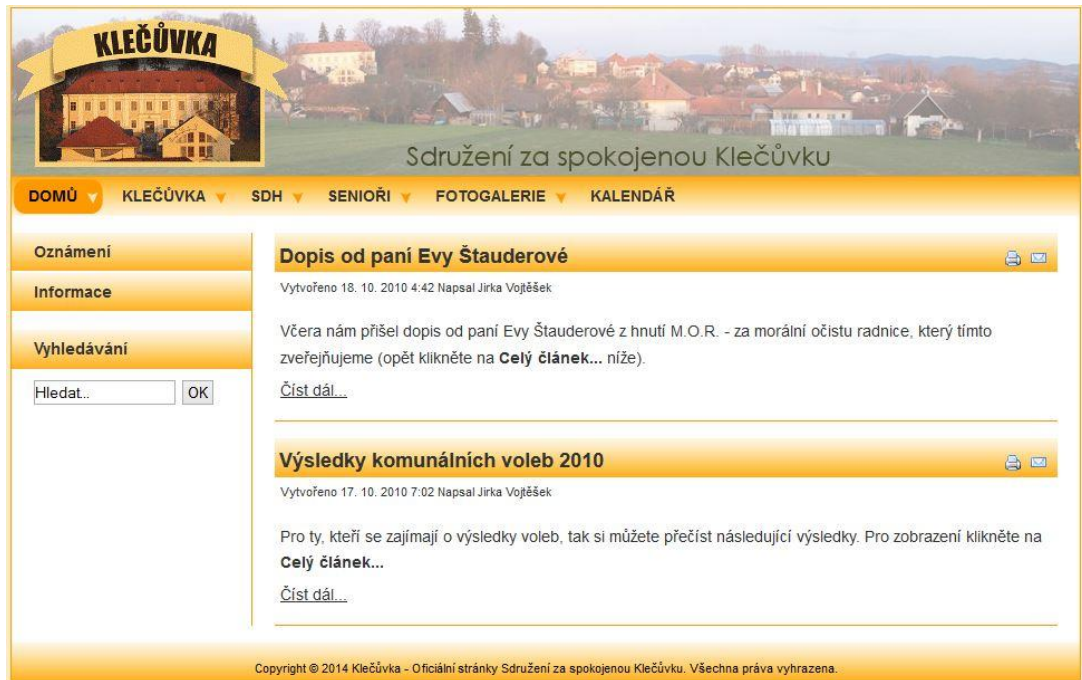 KLEČŮVKA
Sdružení za spokojenou Klečůvku
DOMŮ KLEČŮVKA SDH SENIOŘI FOTOGALERIE KALENDÁŘ
Oznámení
Informace
Vyhledávání
Hledat... OK
Dopis od paní Evy Štauderové
Vytvořeno 18. 10. 2010 4:42 Napsal Jirka Vojtěšek
Včera nám přišel dopis od paní Evy Štauderové z hnutí M.O.R. - za morální očistu radnice, který tímto
zveřejňujeme (opět klikněte na Celý článek... níže).
Číst dál...
Výsledky komunálních voleb 2010
Vytvořeno 17. 10. 2010 7:02 Napsal Jirka Vojtěšek
Pro ty, kteří se zajímají o výsledky voleb, tak si můžete přečíst následující výsledky. Pro zobrazení klikněte na
Celý článek...
Číst dál...
Copyright © 2014 Klečůvka - Oficiální stránky Sdružení za spokojenou Klečůvku. Všechna práva vyhrazena.